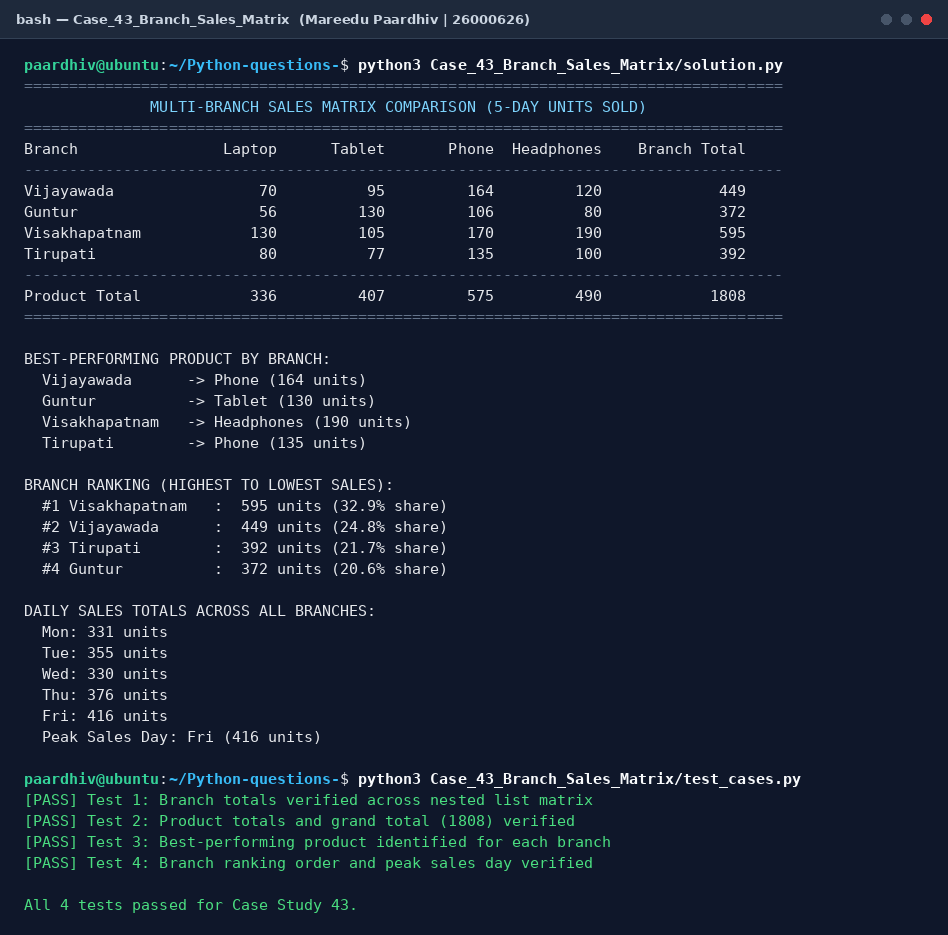 bash — Case_43_Branch_Sales_Matrix (Mareedu Paardhiv | 26000626)
paardhiv@ubuntu:~/Python-questions-$ python3 Case_43_Branch_Sales_Matrix/solution.py
====================================================================================
              MULTI-BRANCH SALES MATRIX COMPARISON (5-DAY UNITS SOLD)
====================================================================================
Branch                Laptop      Tablet       Phone  Headphones    Branch Total
------------------------------------------------------------------------------------
Vijayawada                70          95         164         120             449
Guntur                    56         130         106          80             372
Visakhapatnam            130         105         170         190             595
Tirupati                  80          77         135         100             392
------------------------------------------------------------------------------------
Product Total            336         407         575         490            1808
====================================================================================
BEST-PERFORMING PRODUCT BY BRANCH:
  Vijayawada      -> Phone (164 units)
  Guntur          -> Tablet (130 units)
  Visakhapatnam   -> Headphones (190 units)
  Tirupati        -> Phone (135 units)
BRANCH RANKING (HIGHEST TO LOWEST SALES):
  #1 Visakhapatnam   :  595 units (32.9% share)
  #2 Vijayawada      :  449 units (24.8% share)
  #3 Tirupati        :  392 units (21.7% share)
  #4 Guntur          :  372 units (20.6% share)
DAILY SALES TOTALS ACROSS ALL BRANCHES:
  Mon: 331 units
  Tue: 355 units
  Wed: 330 units
  Thu: 376 units
  Fri: 416 units
  Peak Sales Day: Fri (416 units)
paardhiv@ubuntu:~/Python-questions-$ python3 Case_43_Branch_Sales_Matrix/test_cases.py
[PASS] Test 1: Branch totals verified across nested list matrix
[PASS] Test 2: Product totals and grand total (1808) verified
[PASS] Test 3: Best-performing product identified for each branch
[PASS] Test 4: Branch ranking order and peak sales day verified
All 4 tests passed for Case Study 43.